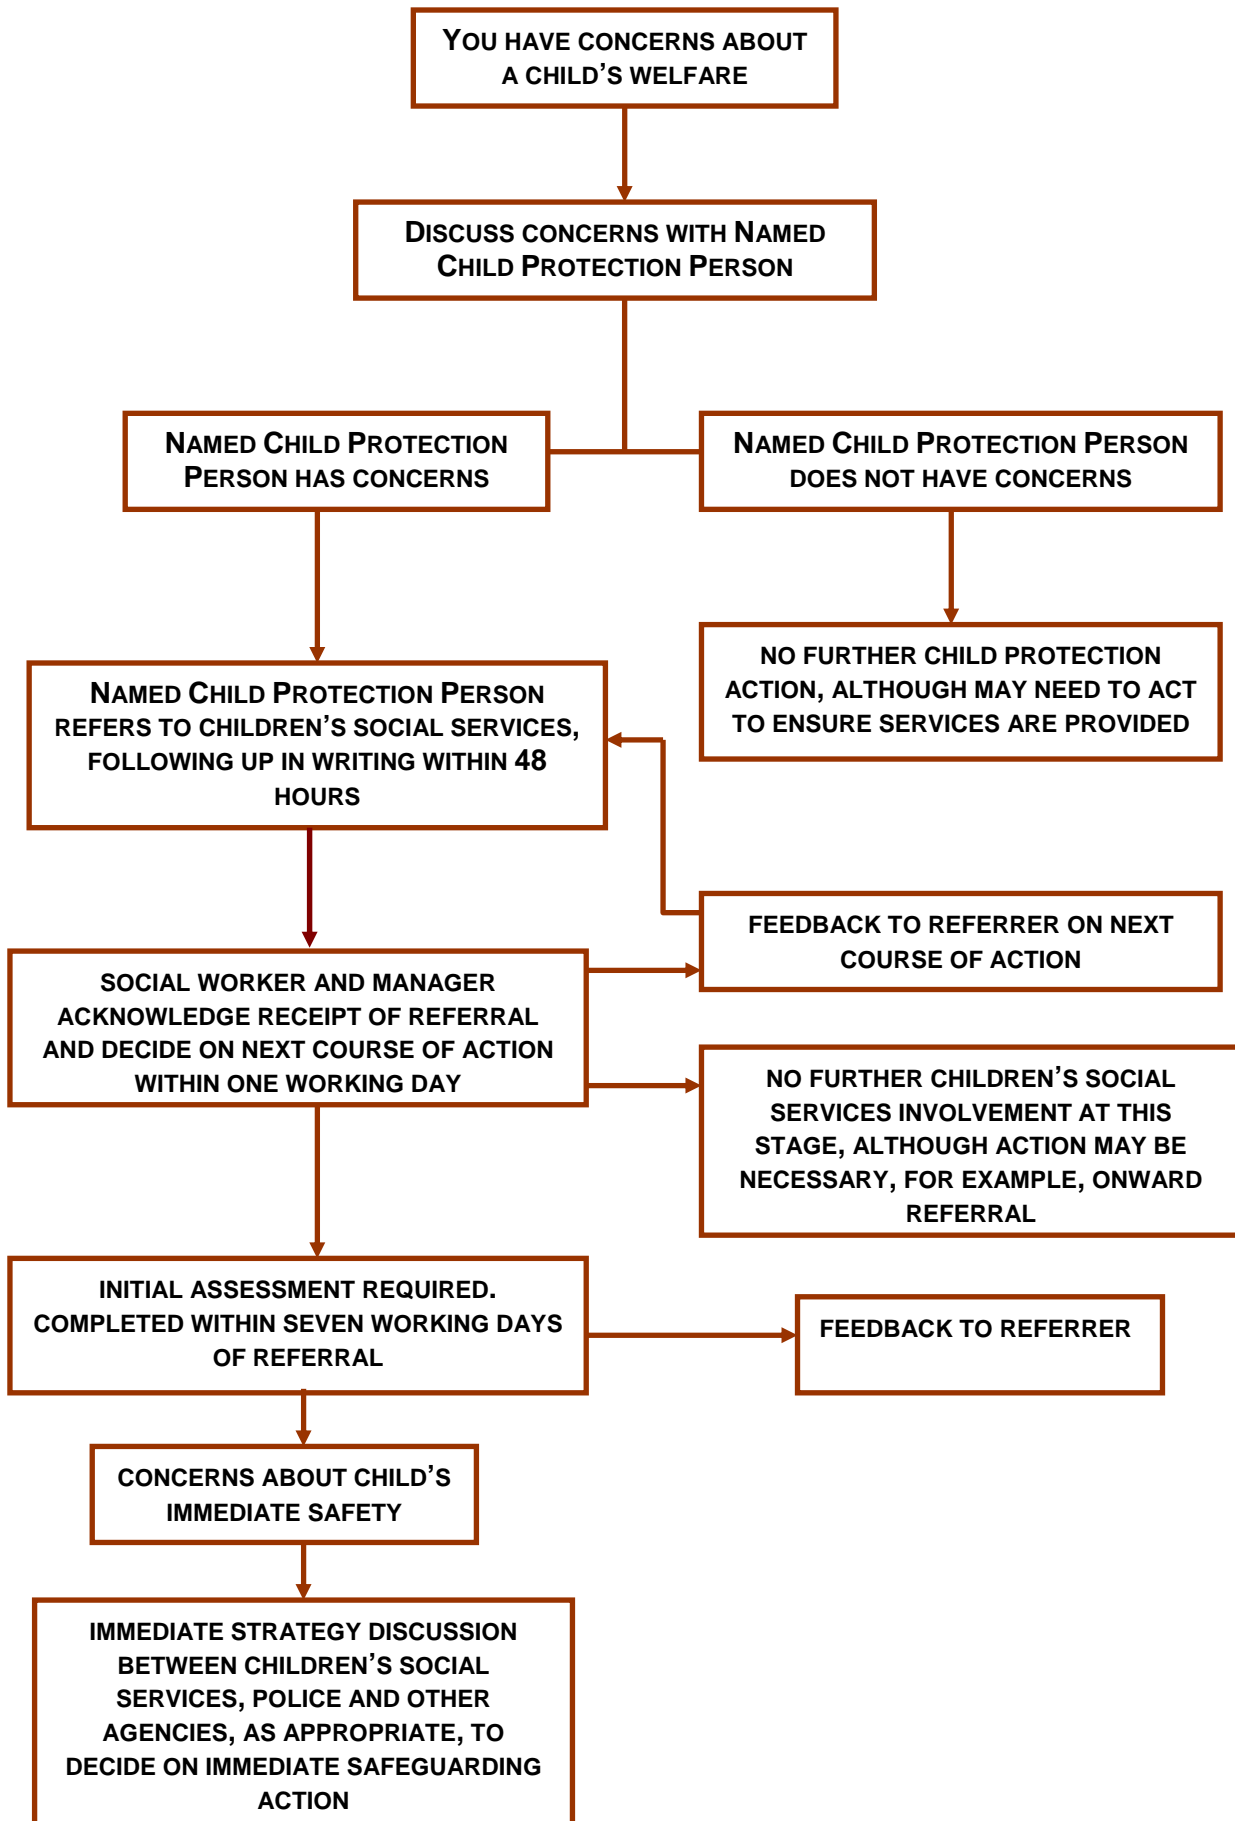 YOU HAVE CONCERNS ABOUT
A CHILD'S WELFARE
DISCUSS CONCERNS WITH NAMED
CHILD PROTECTION PERSON
NAMED CHILD PROTECTION
PERSON HAS CONCERNS
NAMED CHILD PROTECTION PERSON
DOES NOT HAVE CONCERNS
NO FURTHER CHILD PROTECTION
ACTION, ALTHOUGH MAY NEED TO ACT
TO ENSURE SERVICES ARE PROVIDED
NAMED CHILD PROTECTION PERSON
REFERS TO CHILDREN'S SOCIAL SERVICES,
FOLLOWING UP IN WRITING WITHIN 48
HOURS
FEEDBACK TO REFERRER ON NEXT
COURSE OF ACTION
SOCIAL WORKER AND MANAGER
ACKNOWLEDGE RECEIPT OF REFERRAL
AND DECIDE ON NEXT COURSE OF ACTION
WITHIN ONE WORKING DAY
NO FURTHER CHILDREN'S SOCIAL
SERVICES INVOLVEMENT AT THIS
STAGE, ALTHOUGH ACTION MAY BE
NECESSARY, FOR EXAMPLE, ONWARD
REFERRAL
INITIAL ASSESSMENT REQUIRED.
COMPLETED WITHIN SEVEN WORKING DAYS
OF REFERRAL
FEEDBACK TO REFERRER
CONCERNS ABOUT CHILD'S
IMMEDIATE SAFETY
IMMEDIATE STRATEGY DISCUSSION
BETWEEN CHILDREN'S SOCIAL
SERVICES, POLICE AND OTHER
AGENCIES, AS APPROPRIATE, TO
DECIDE ON IMMEDIATE SAFEGUARDING
ACTION